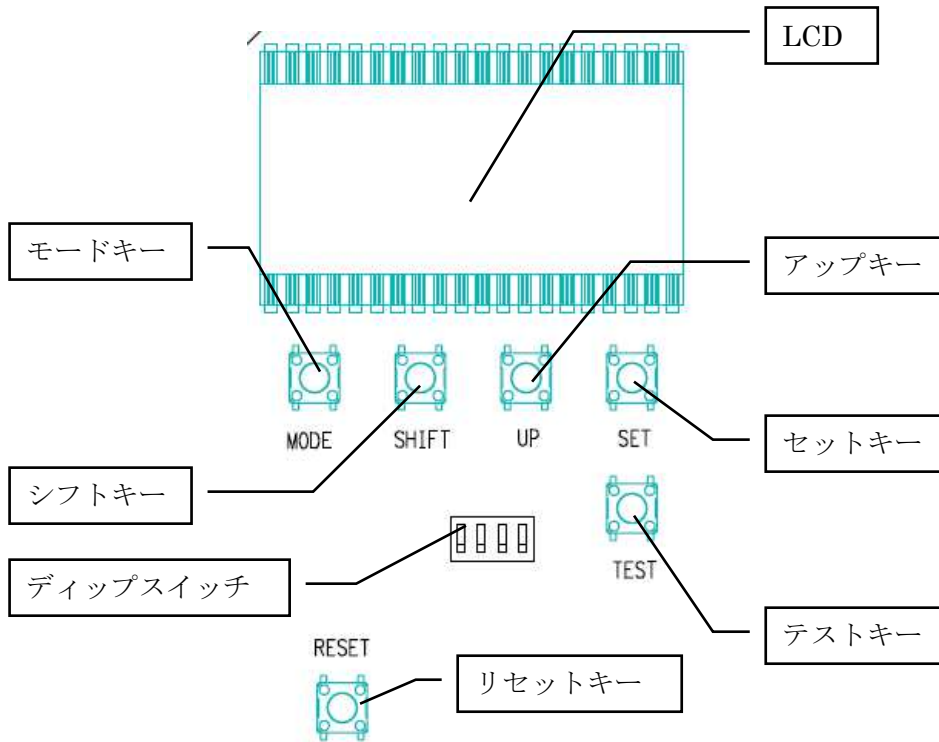 LCD
モードキー
アップキー
MODE
SHIFT
UP
SET
セットキー
シフトキー
ディップスイッチ
TEST
テストキー
RESET
リセットキー